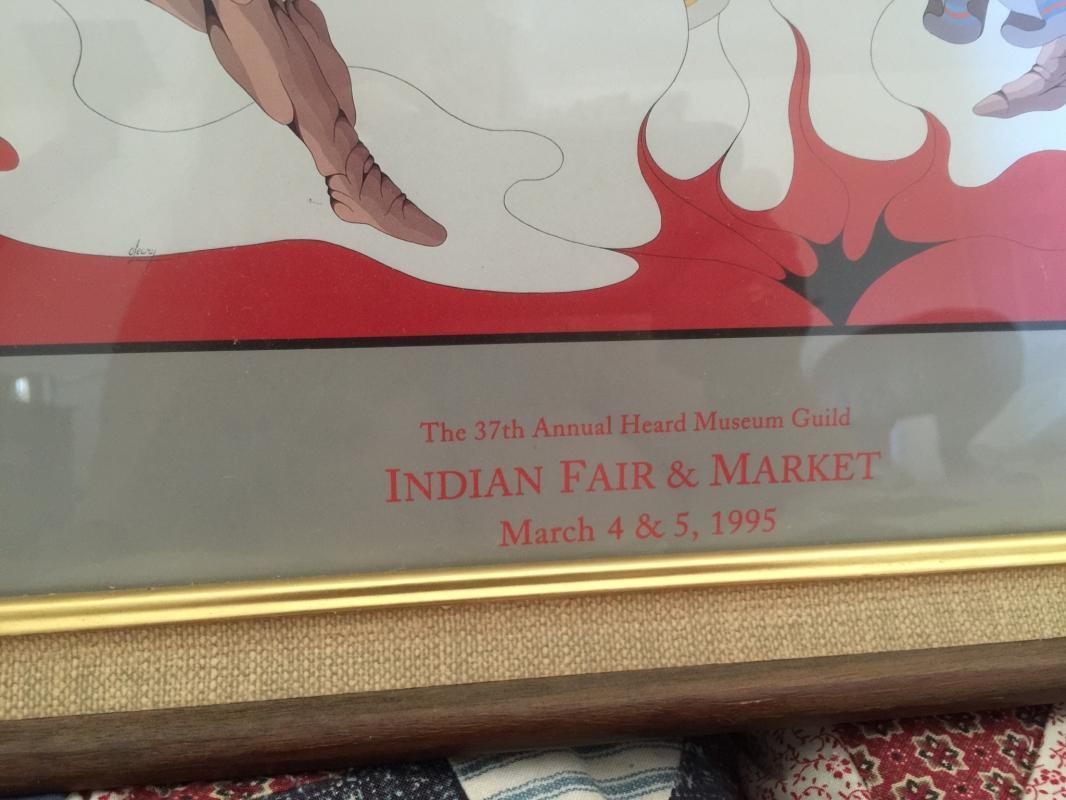 The 37th Annual Heard Museum Guild
INDIAN FAIR & MARKET
March 4 & 5, 1995